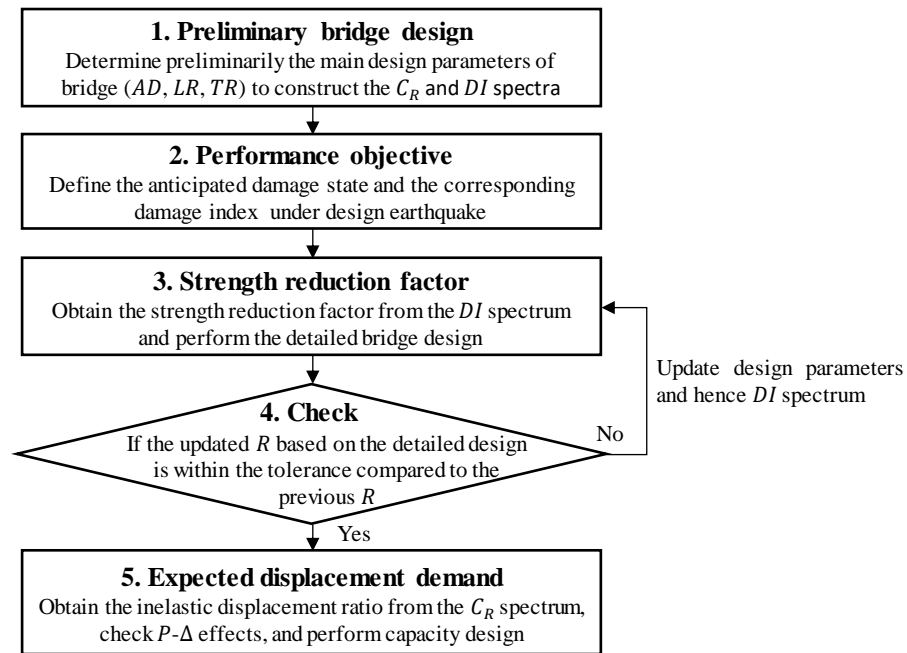 1. Preliminary bridge design
Determine preliminarily the main design parameters of
bridge (AD, LR, TR) to construct the C_R and DI spectra
2. Performance objective
Define the anticipated damage state and the corresponding
damage index under design earthquake
3. Strength reduction factor
Obtain the strength reduction factor from the DI spectrum
and perform the detailed bridge design
Update design parameters
and hence DI spectrum
4. Check
If the updated R based on the detailed design
is within the tolerance compared to the
previous R
No
Yes
5. Expected displacement demand
Obtain the inelastic displacement ratio from the C_R spectrum,
check P-Δ effects, and perform capacity design